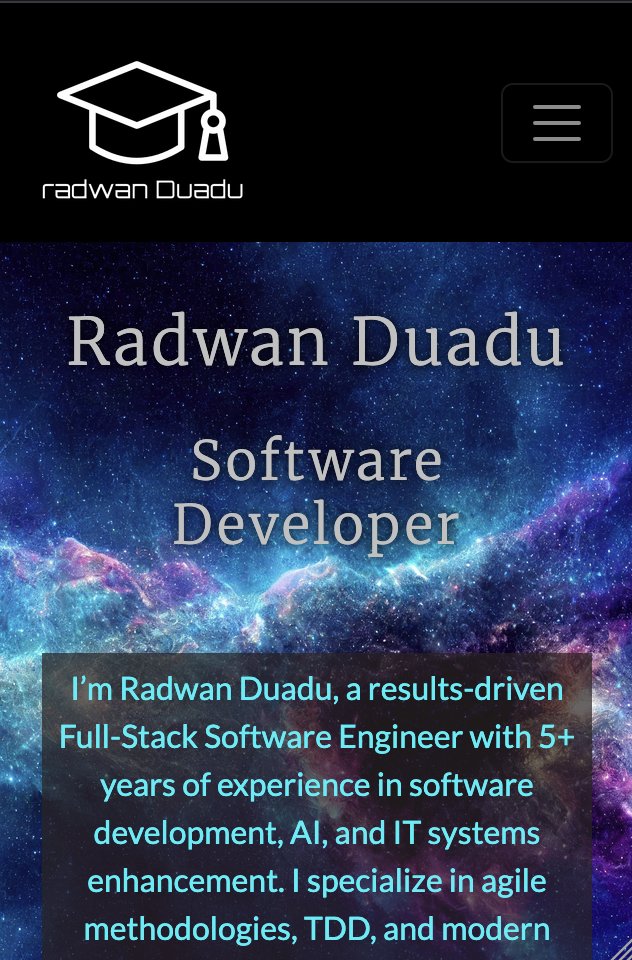 radwan Duadu
Radwan Duadu
Software
Developer
I’m Radwan Duadu, a results-driven
Full-Stack Software Engineer with 5+
years of experience in software
development, AI, and IT systems
enhancement. I specialize in agile
methodologies, TDD, and modern